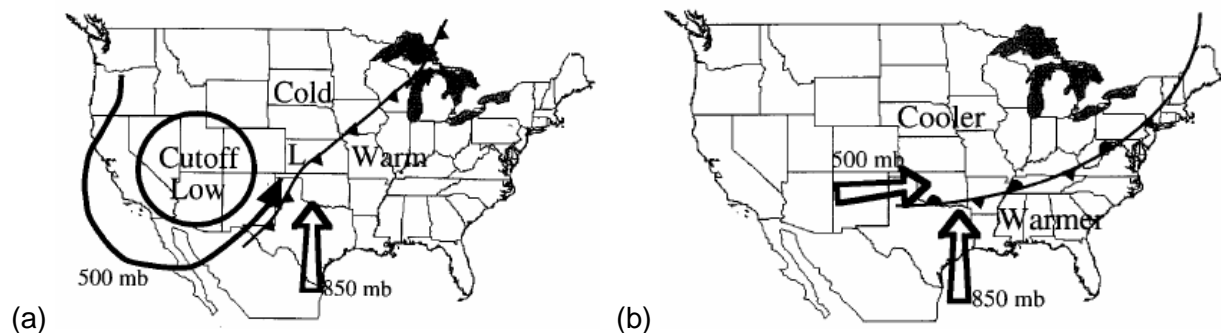 Cold
Cutoff
Low
L
Warm
500 mb
850 mb
(a)
Cooler
500 mb
Warmer
850 mb
(b)